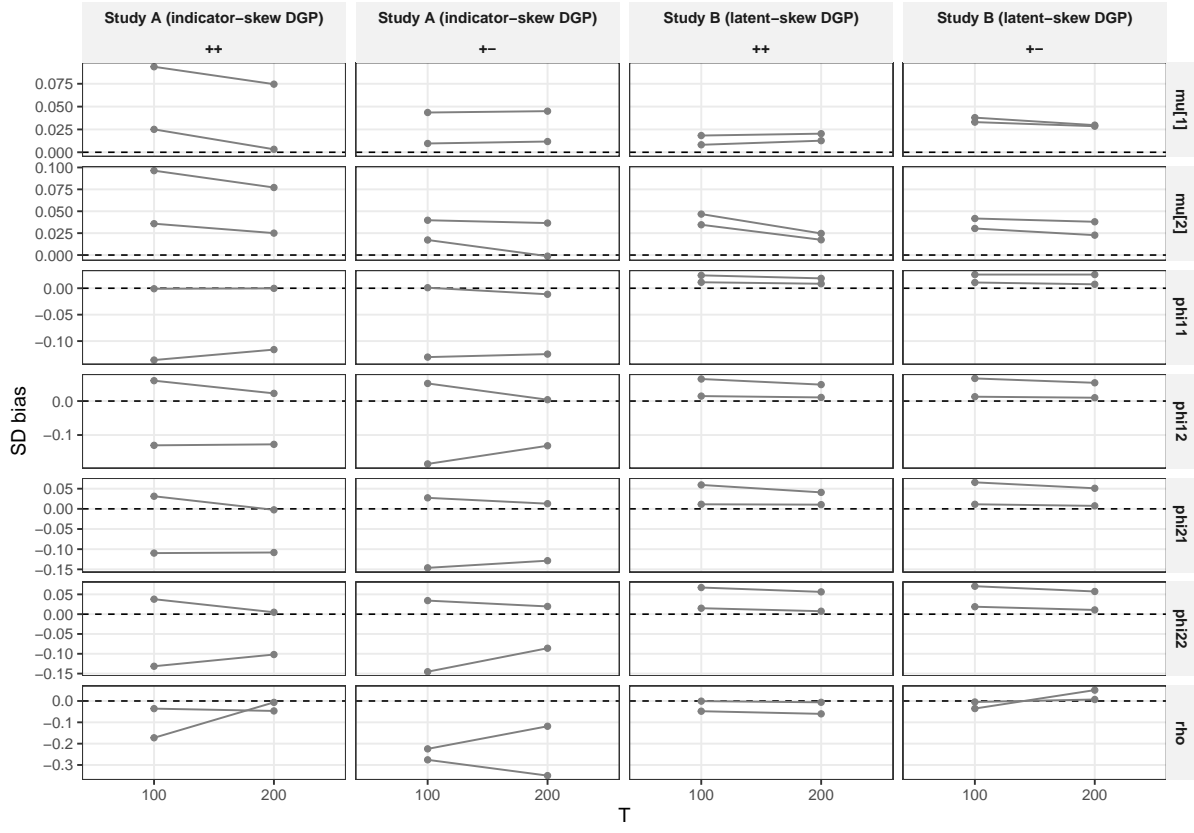 Study A (indicator−skew DGP) Study A (indicator−skew DGP) Study B (latent−skew DGP) Study B (latent−skew DGP)
++ +− ++ +−
0.075
0.050
0.025
0.000
mu[1]
0.100
0.075
0.050
0.025
0.000
mu[2]
0.00
−0.05
−0.10
phi11
0.0
−0.1
phi12
0.05
0.00
−0.05
−0.10
−0.15
phi21
0.05
0.00
−0.05
−0.10
−0.15
phi22
0.0
−0.1
−0.2
−0.3
rho
SD bias
100 200 100 200 100 200 100 200
T